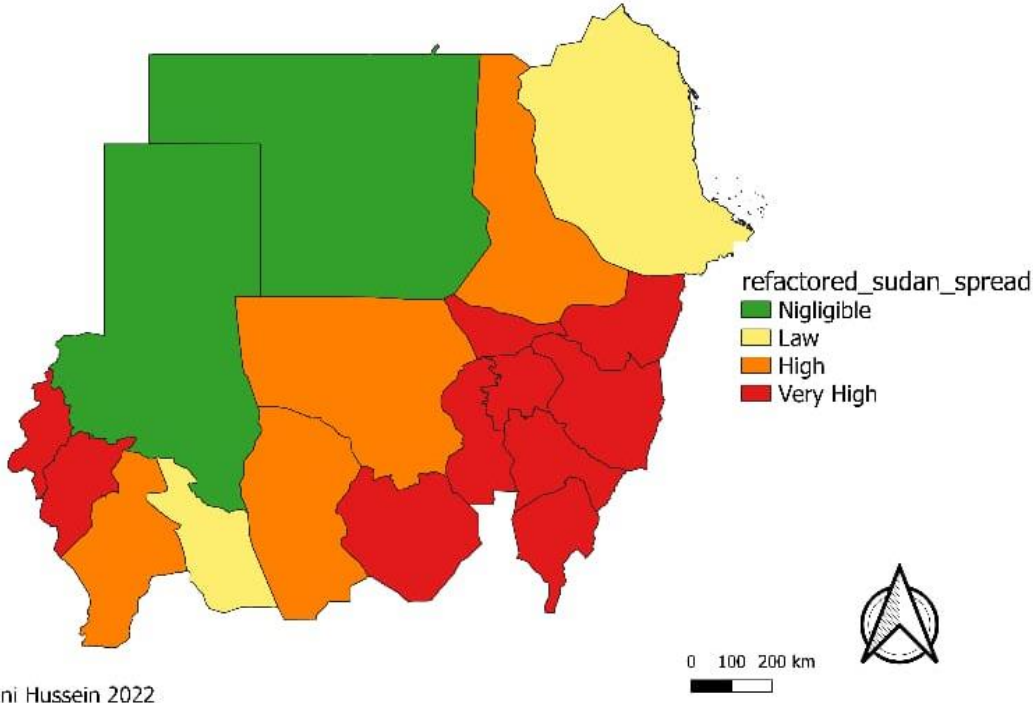 refactored_sudan_spread
Nigligible
Law
High
Very High
0 100 200 km
ni Hussein 2022